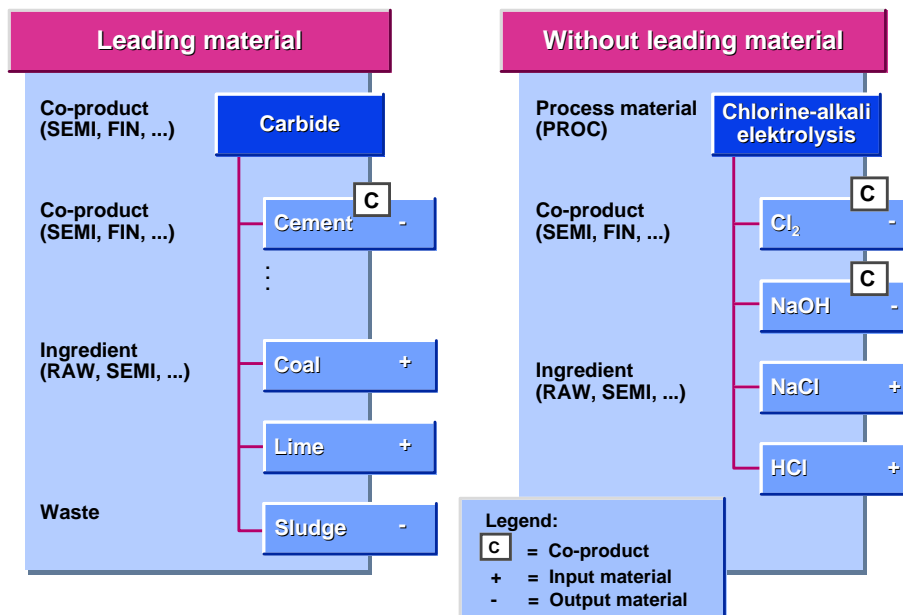 Leading material
Co-product
(SEMI, FIN, ...)
Carbide
Co-product
(SEMI, FIN, ...)
C
Cement -
Ingredient
(RAW, SEMI, ...)
Coal +
Lime +
Waste
Sludge -
Without leading material
Process material
(PROC)
Chlorine-alkali
elektrolysis
Co-product
(SEMI, FIN, ...)
C
Cl₂ -
C
NaOH -
Ingredient
(RAW, SEMI, ...)
NaCl +
HCl +
Legend:
C = Co-product
+ = Input material
- = Output material